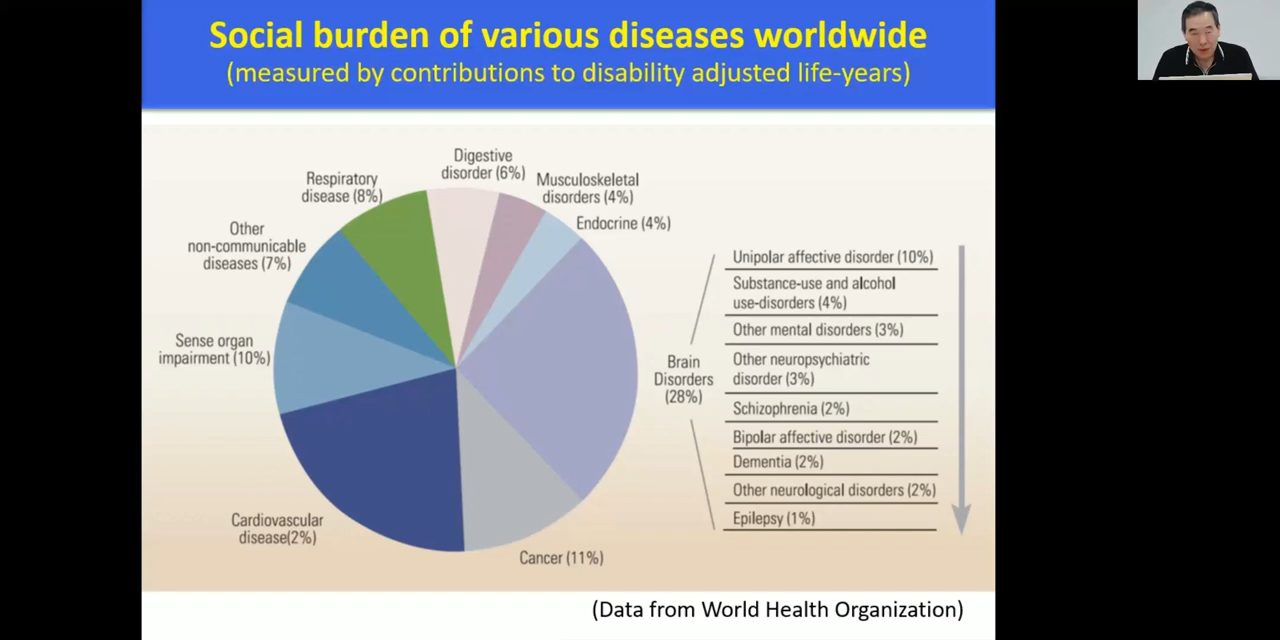 Social burden of various diseases worldwide
(measured by contributions to disability adjusted life-years)
Digestive
disorder (6%)
Respiratory
disease (8%)
Musculoskeletal
disorders (4%)
Endocrine (4%)
Other
non-communicable
diseases (7%)
Sense organ
impairment (10%)
Cardiovascular
disease(2%)
Cancer (11%)
Brain
Disorders
(28%)
Unipolar affective disorder (10%)
Substance-use and alcohol
use-disorders (4%)
Other mental disorders (3%)
Other neuropsychiatric
disorder (3%)
Schizophrenia (2%)
Bipolar affective disorder (2%)
Dementia (2%)
Other neurological disorders (2%)
Epilepsy (1%)
(Data from World Health Organization)